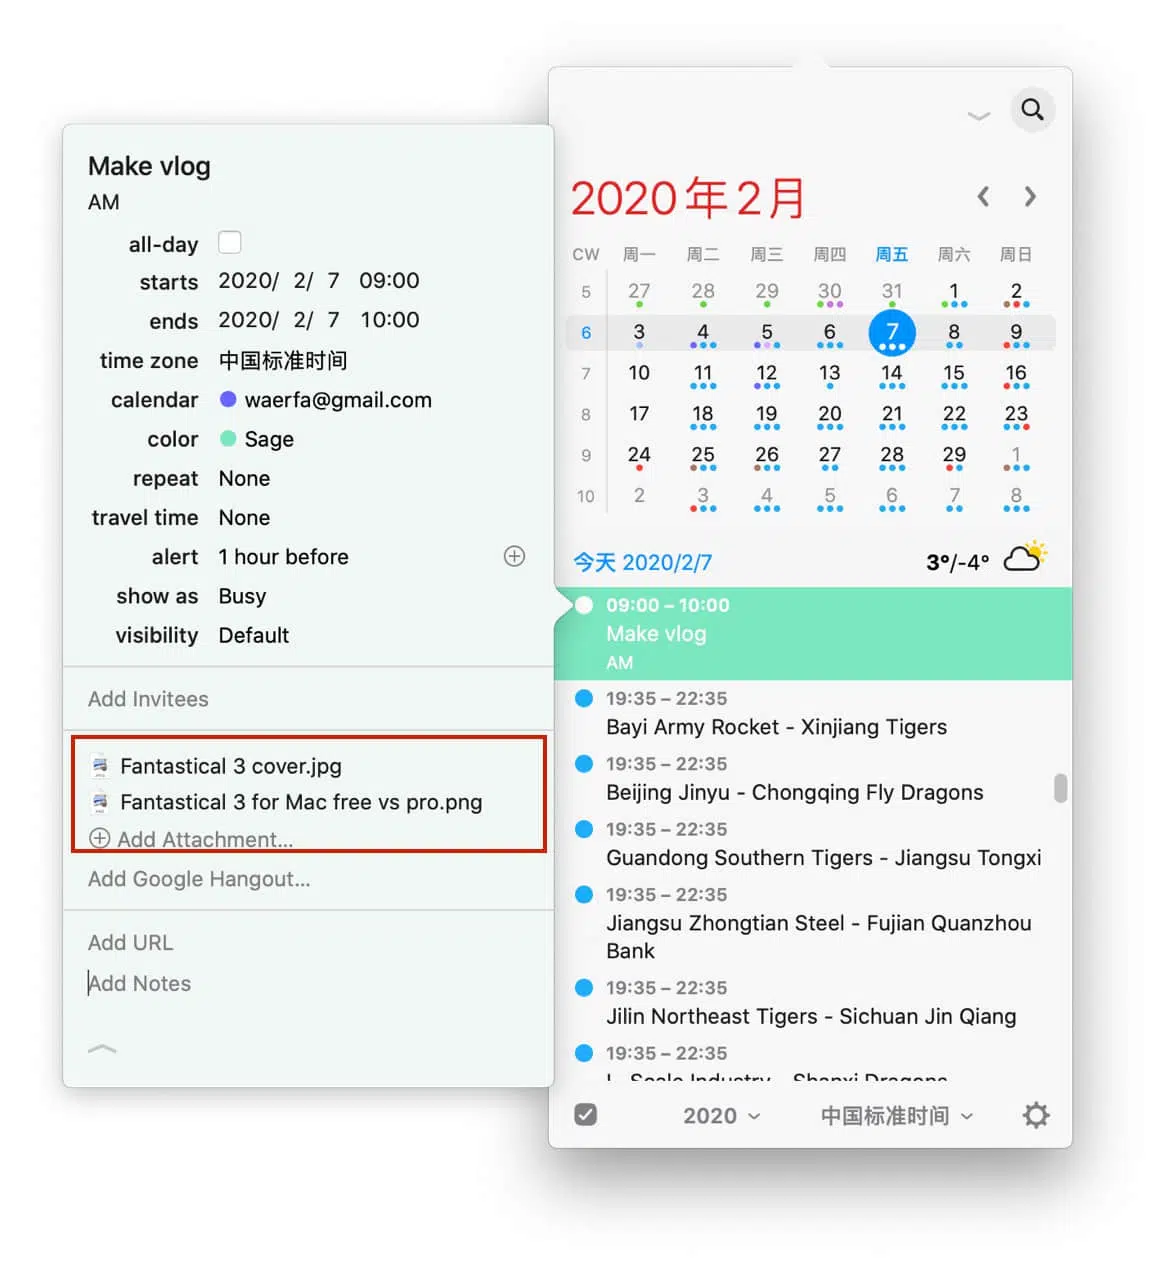 Make vlog
AM
all-day
starts 2020/ 2/ 7 09:00
ends 2020/ 2/ 7 10:00
time zone 中国标准时间
calendar waerfa@gmail.com
color Sage
repeat None
travel time None
alert 1 hour before
show as Busy
visibility Default
Add Invitees
Fantastical 3 cover.jpg
Fantastical 3 for Mac free vs pro.png
Add Attachment...
Add Google Hangout...
Add URL
Add Notes
2020年2月
CW 周一 周二 周三 周四 周五 周六 周日
5 27 28 29 30 31 1 2
6 3 4 5 6 7 8 9
7 10 11 12 13 14 15 16
8 17 18 19 20 21 22 23
9 24 25 26 27 28 29 1
10 2 3 4 5 6 7 8
今天 2020/2/7 3°/-4°
09:00 – 10:00
Make vlog
AM
19:35 – 22:35
Bayi Army Rocket - Xinjiang Tigers
19:35 – 22:35
Beijing Jinyu - Chongqing Fly Dragons
19:35 – 22:35
Guandong Southern Tigers - Jiangsu Tongxi
19:35 – 22:35
Jiangsu Zhongtian Steel - Fujian Quanzhou
Bank
19:35 – 22:35
Jilin Northeast Tigers - Sichuan Jin Qiang
19:35 – 22:35
Scale Industry - Shanxi Dragons
2020 中国标准时间